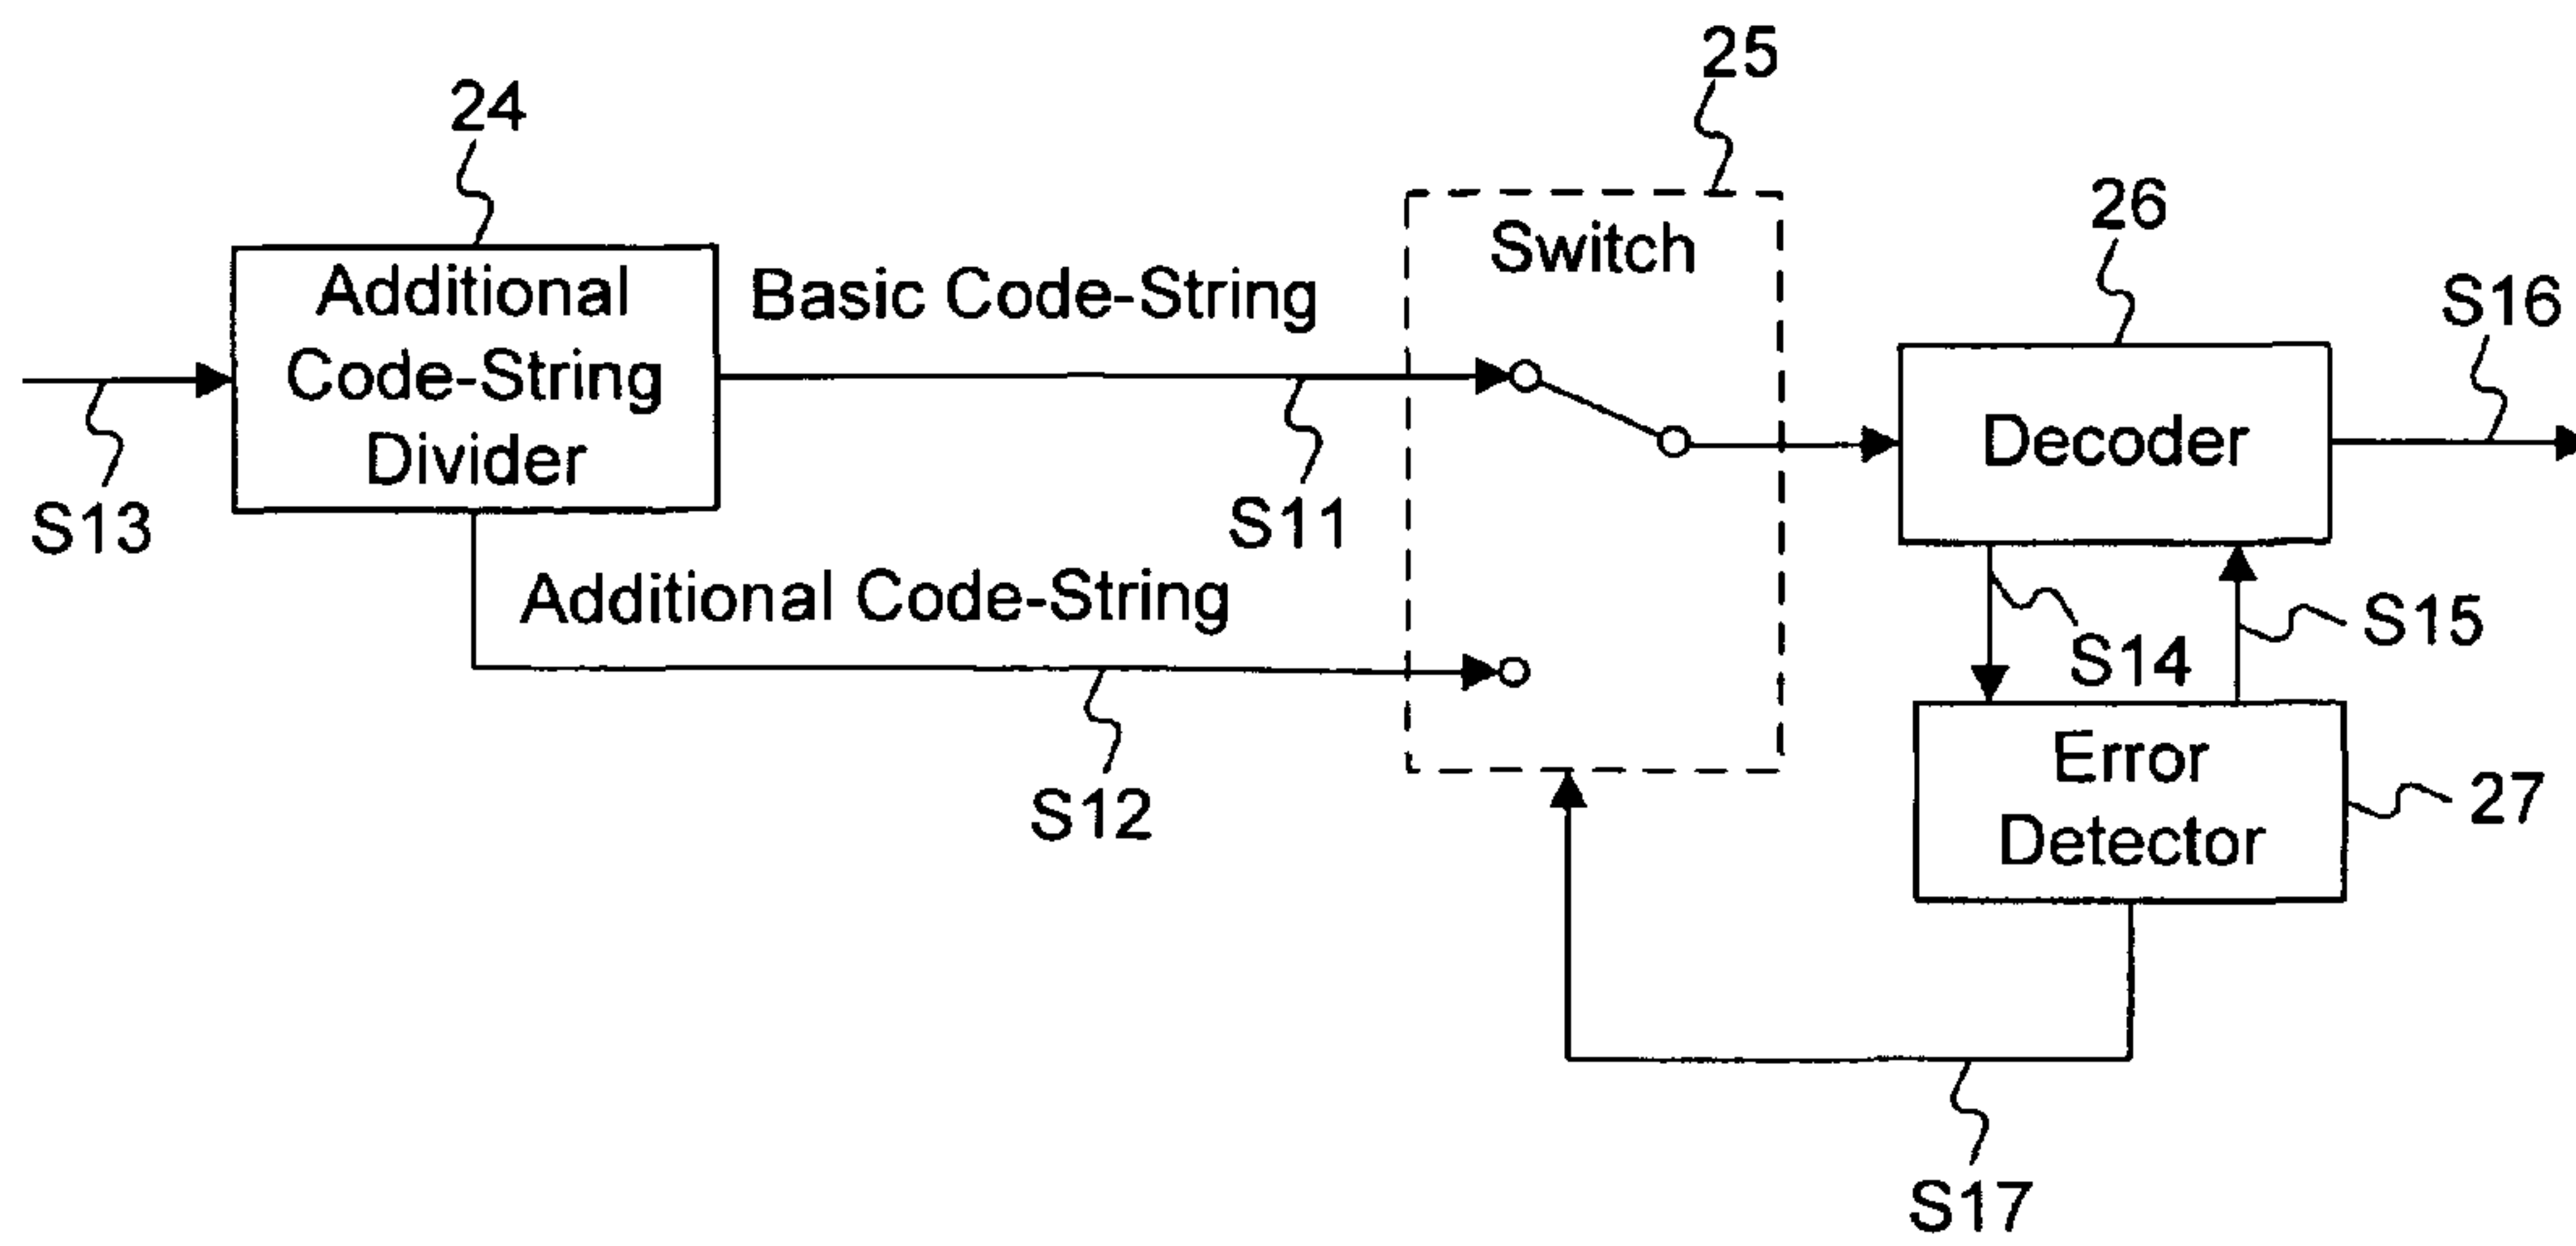 25
24
26
Switch
Additional
Code-String
Divider
Basic Code-String
S16
Decoder
S13
S11
Additional Code-String
S15
S14
Error
Detector
27
S12
S17